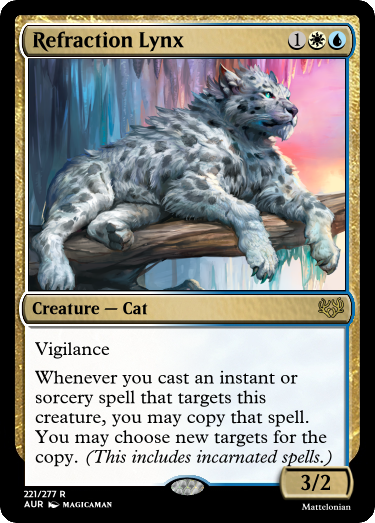 Refraction Lynx 1
Creature — Cat
Vigilance
Whenever you cast an instant or
sorcery spell that targets this
creature, you may copy that spell.
You may choose new targets for the
copy. (This includes incarnated spells.)
3/2
221/277 R
AUR MAGICAMAN
Mattelonian